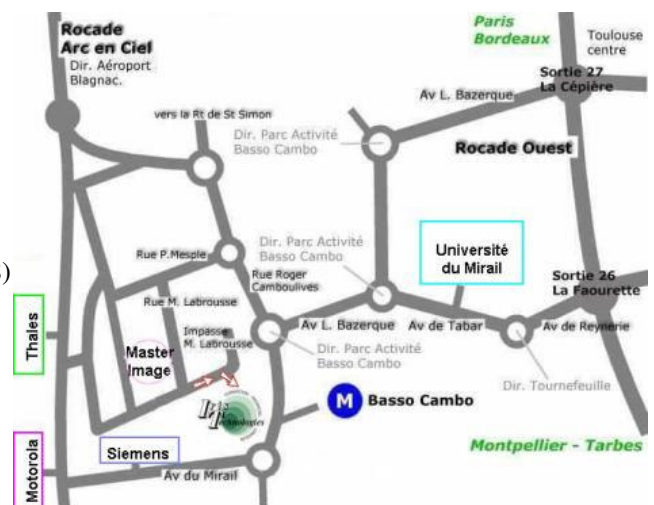 Rocade
Arc en Ciel
Dir. Aéroport
Blagnac.
Paris
Bordeaux
Toulouse
centre
Sortie 27
La Cépière
Av L. Bazerque
vers la Rt de St Simon
Dir. Parc Activité
Basso Cambo
Rocade Ouest
Université
du Mirail
Dir. Parc Activité
Basso Cambo
Rue P.Mesple
Rue Roger
Camboulives
Sortie 26
La Faourette
Thales
Rue M. Labrousse
Impasse
M. Labrousse
Master
Image
Av L. Bazerque
Av de Tabar
Av de Reynerie
Dir. Parc Activité
Basso Cambo
Dir. Tournefeuille
M Basso Cambo
Technologies
Siemens
Motorola
Av du Mirail
Montpellier - Tarbes
)